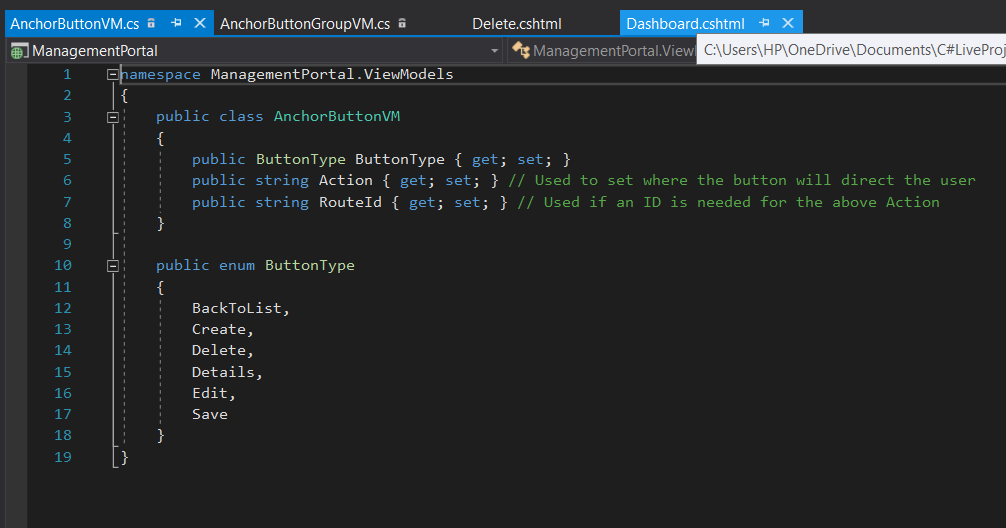 AnchorButtonVM.cs AnchorButtonGroupVM.cs Delete.cshtml Dashboard.cshtml
ManagementPortal ManagementPortal.View C:\Users\HP\OneDrive\Documents\C#LiveProj
1 namespace ManagementPortal.ViewModels
2 {
3 public class AnchorButtonVM
4 {
5 public ButtonType ButtonType { get; set; }
6 public string Action { get; set; } // Used to set where the button will direct the user
7 public string RouteId { get; set; } // Used if an ID is needed for the above Action
8 }
9
10 public enum ButtonType
11 {
12 BackToList,
13 Create,
14 Delete,
15 Details,
16 Edit,
17 Save
18 }
19 }